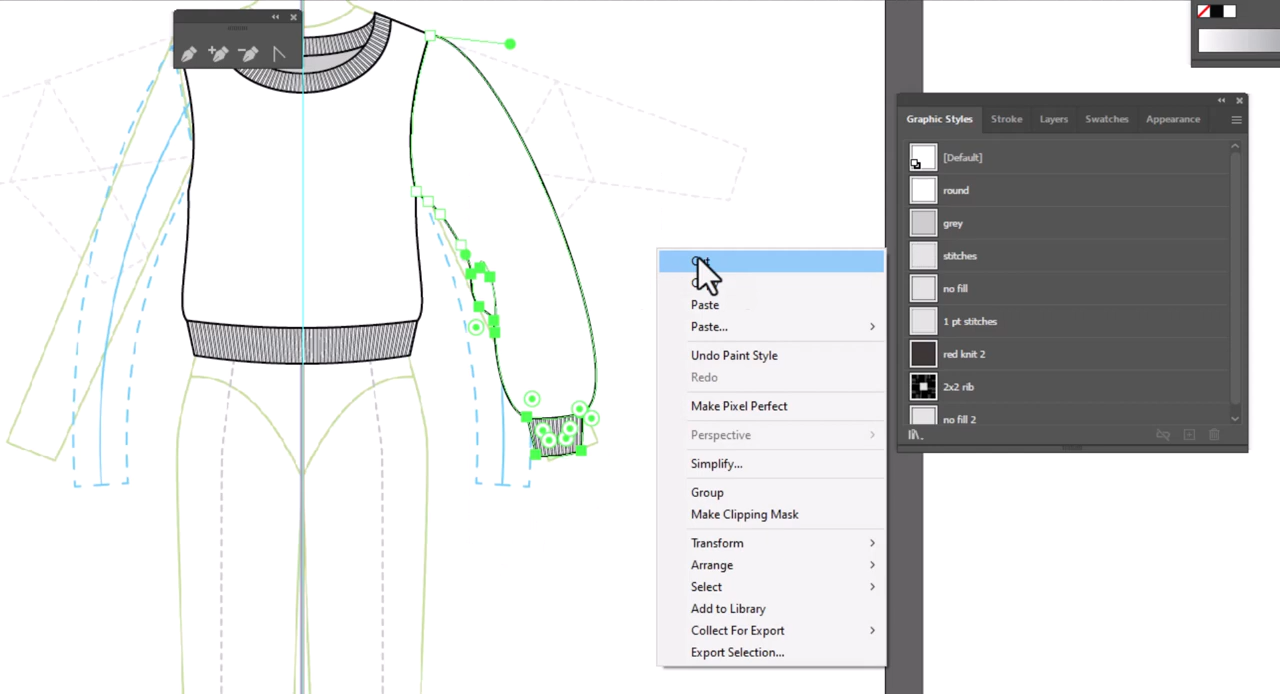 Graphic Styles Stroke Layers Swatches Appearance
[Default]
round
grey
stitches
no fill
1 pt stitches
red knit 2
2x2 rib
no fill 2
Paste
Paste...
Undo Paint Style
Redo
Make Pixel Perfect
Perspective
Simplify...
Group
Make Clipping Mask
Transform
Arrange
Select
Add to Library
Collect For Export
Export Selection...